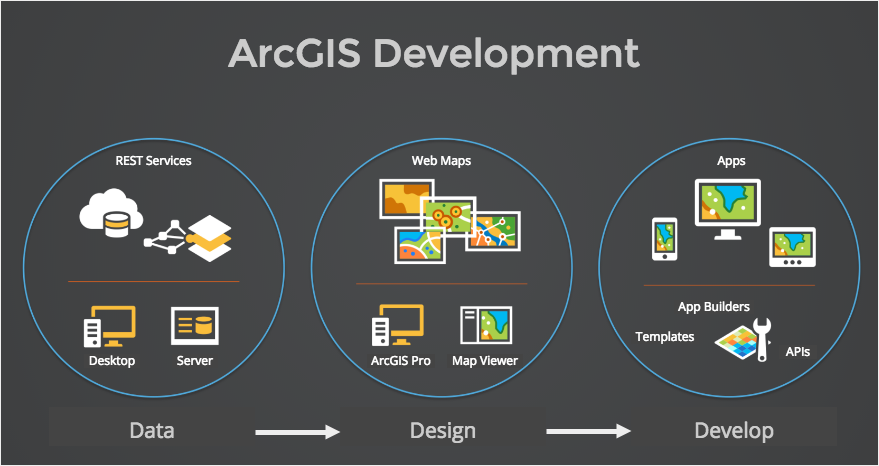 ArcGIS Development
REST Services
Desktop
Server
Data
Web Maps
ArcGIS Pro
Map Viewer
Design
Apps
App Builders
Templates
APIs
Develop